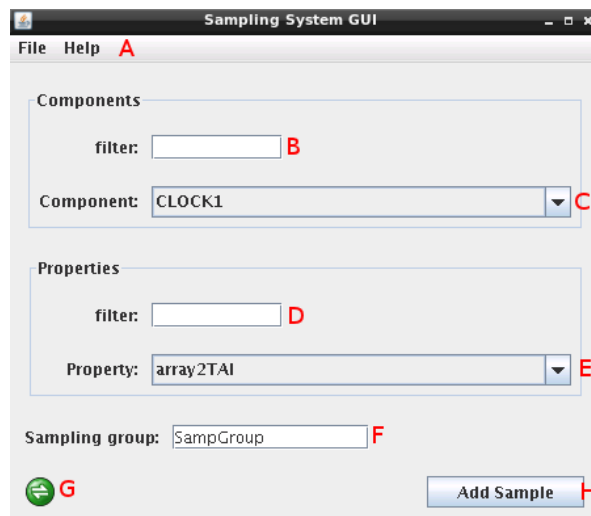 Sampling System GUI
File Help A
Components
filter: B
Component: CLOCK1 C
Properties
filter: D
Property: array2TAI E
Sampling group: SampGroup F
G Add Sample H